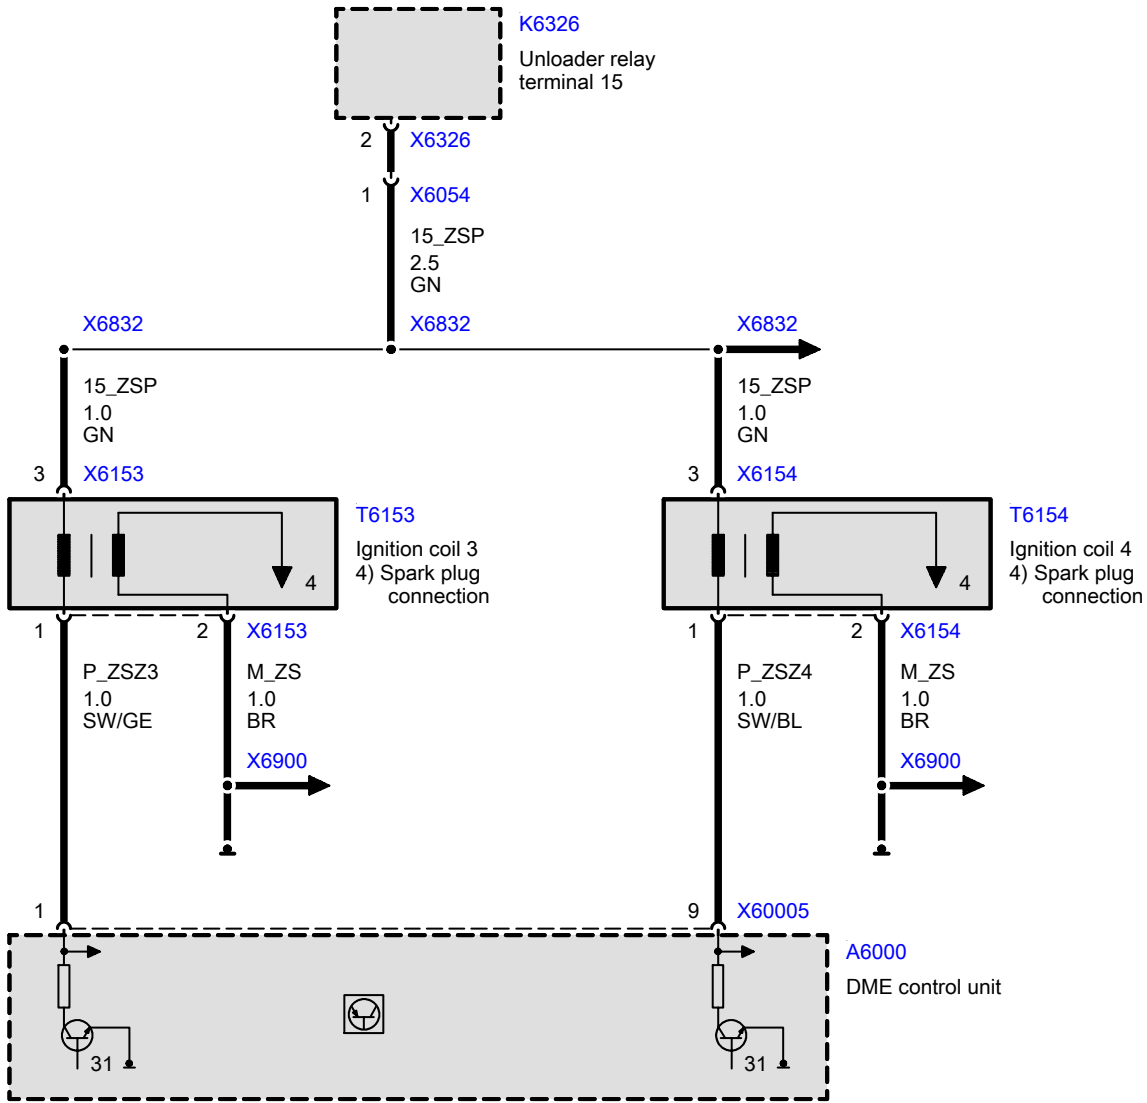 K6326
Unloader relay
terminal 15
2
X6326
1
X6054
15_ZSP
2.5
GN
X6832
X6832
X6832
15_ZSP
1.0
GN
15_ZSP
1.0
GN
3
X6153
3
X6154
T6153
Ignition coil 3
4) Spark plug
connection
4
T6154
Ignition coil 4
4) Spark plug
connection
4
1
2
X6153
1
2
X6154
P_ZSZ3
1.0
SW/GE
M_ZS
1.0
BR
P_ZSZ4
1.0
SW/BL
M_ZS
1.0
BR
X6900
X6900
1
9
X60005
A6000
DME control unit
31
31